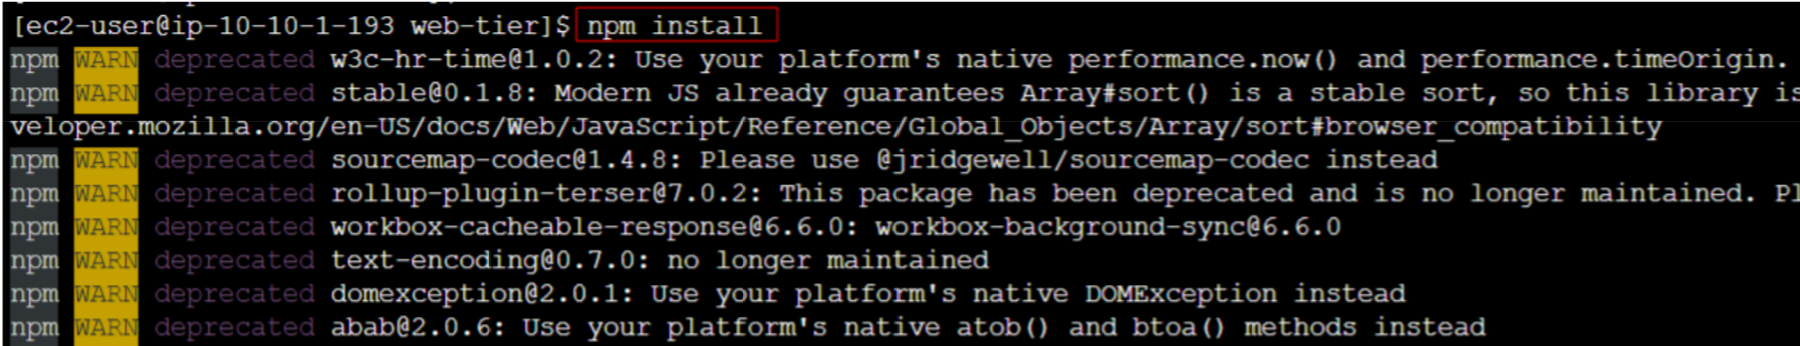 [ec2-user@ip-10-10-1-193 web-tier]$ npm install
npm WARN deprecated w3c-hr-time@1.0.2: Use your platform's native performance.now() and performance.timeOrigin.
npm WARN deprecated stable@0.1.8: Modern JS already guarantees Array#sort() is a stable sort, so this library is
veloper.mozilla.org/en-US/docs/Web/JavaScript/Reference/Global_Objects/Array/sort#browser_compatibility
npm WARN deprecated sourcemap-codec@1.4.8: Please use @jridgewell/sourcemap-codec instead
npm WARN deprecated rollup-plugin-terser@7.0.2: This package has been deprecated and is no longer maintained. Pl
npm WARN deprecated workbox-cacheable-response@6.6.0: workbox-background-sync@6.6.0
npm WARN deprecated text-encoding@0.7.0: no longer maintained
npm WARN deprecated domexception@2.0.1: Use your platform's native DOMException instead
npm WARN deprecated abab@2.0.6: Use your platform's native atob() and btoa() methods instead